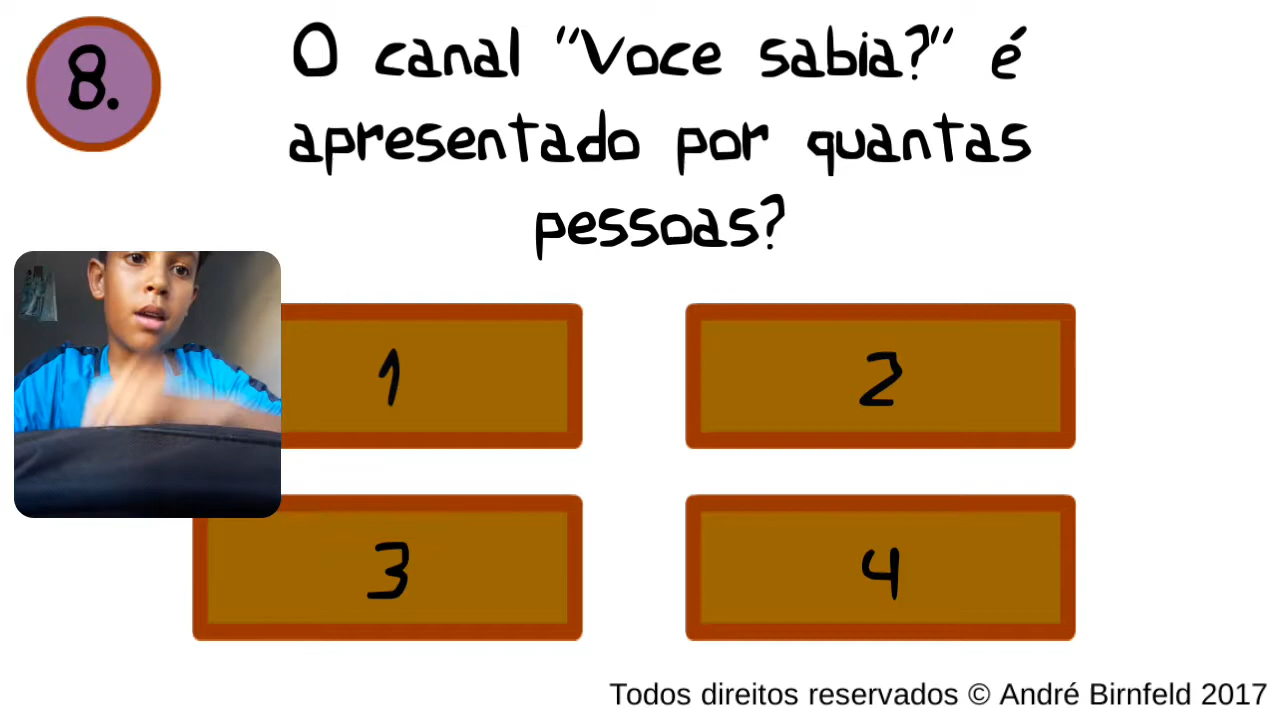 8.
O canal "Voce sabia?" é
apresentado por quantas
pessoas?
1
2
3
4
Todos direitos reservados © André Birnfeld 2017